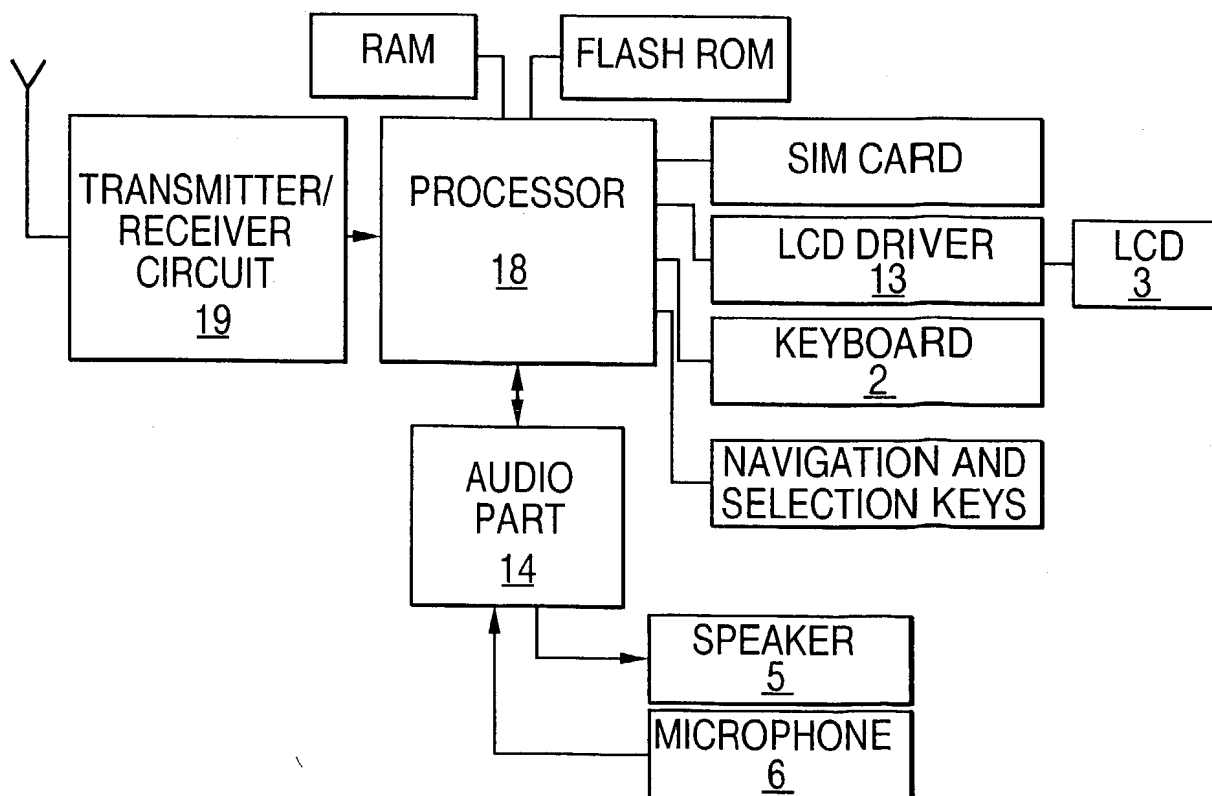 RAM
FLASH ROM
TRANSMITTER/
RECEIVER
CIRCUIT
19
PROCESSOR
18
SIM CARD
LCD DRIVER
13
LCD
3
KEYBOARD
2
NAVIGATION AND
SELECTION KEYS
AUDIO
PART
14
SPEAKER
5
MICROPHONE
6